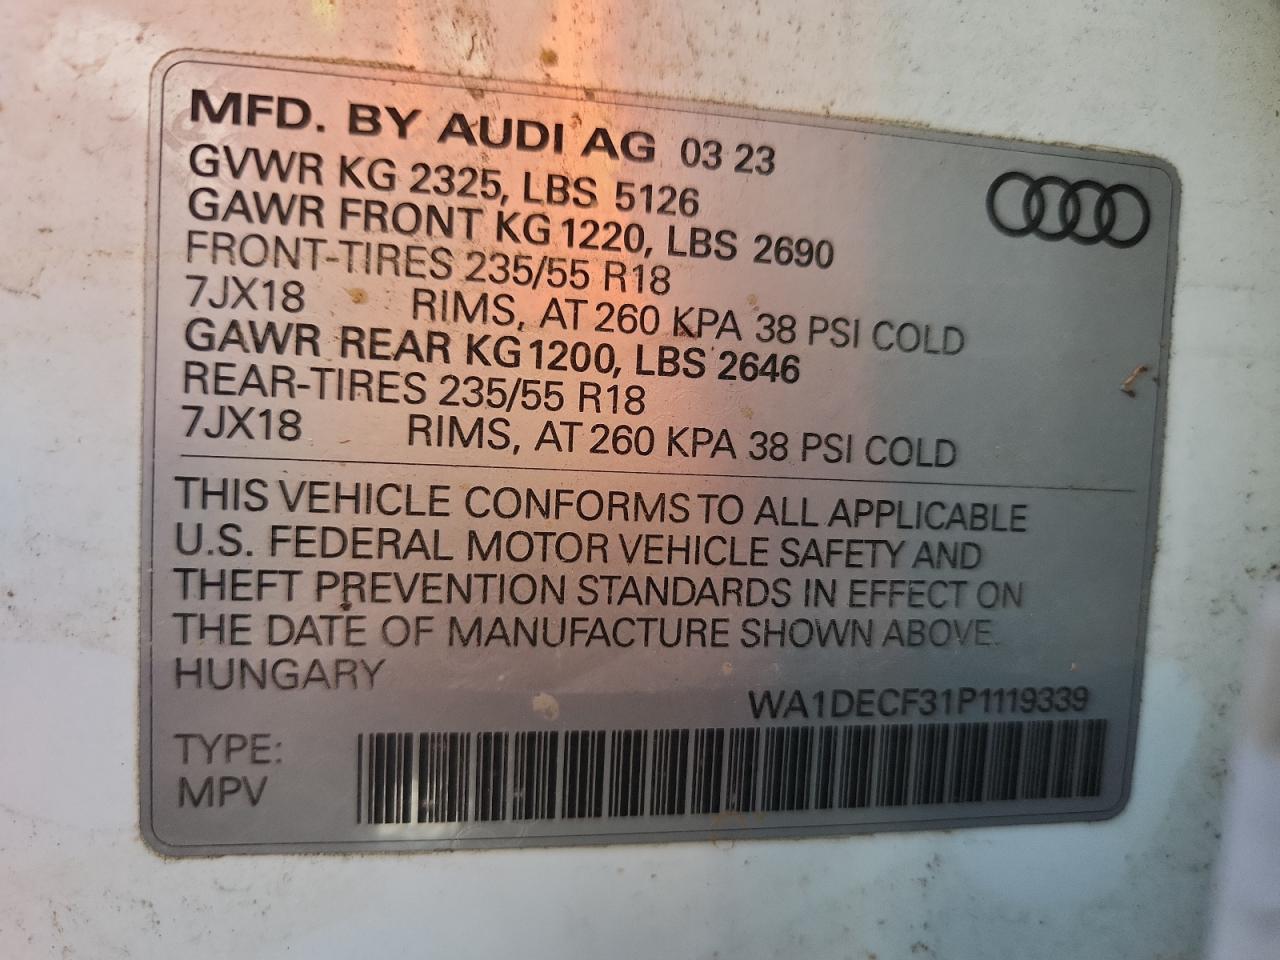 MFD. BY AUDI AG 03 23
GVWR KG 2325, LBS 5126
GAWR FRONT KG 1220, LBS 2690
FRONT-TIRES 235/55 R18
7JX18 RIMS, AT 260 KPA 38 PSI COLD
GAWR REAR KG 1200, LBS 2646
REAR-TIRES 235/55 R18
7JX18 RIMS, AT 260 KPA 38 PSI COLD
THIS VEHICLE CONFORMS TO ALL APPLICABLE
U.S. FEDERAL MOTOR VEHICLE SAFETY AND
THEFT PREVENTION STANDARDS IN EFFECT ON
THE DATE OF MANUFACTURE SHOWN ABOVE.
HUNGARY
WA1DECF31P1119339
TYPE:
MPV